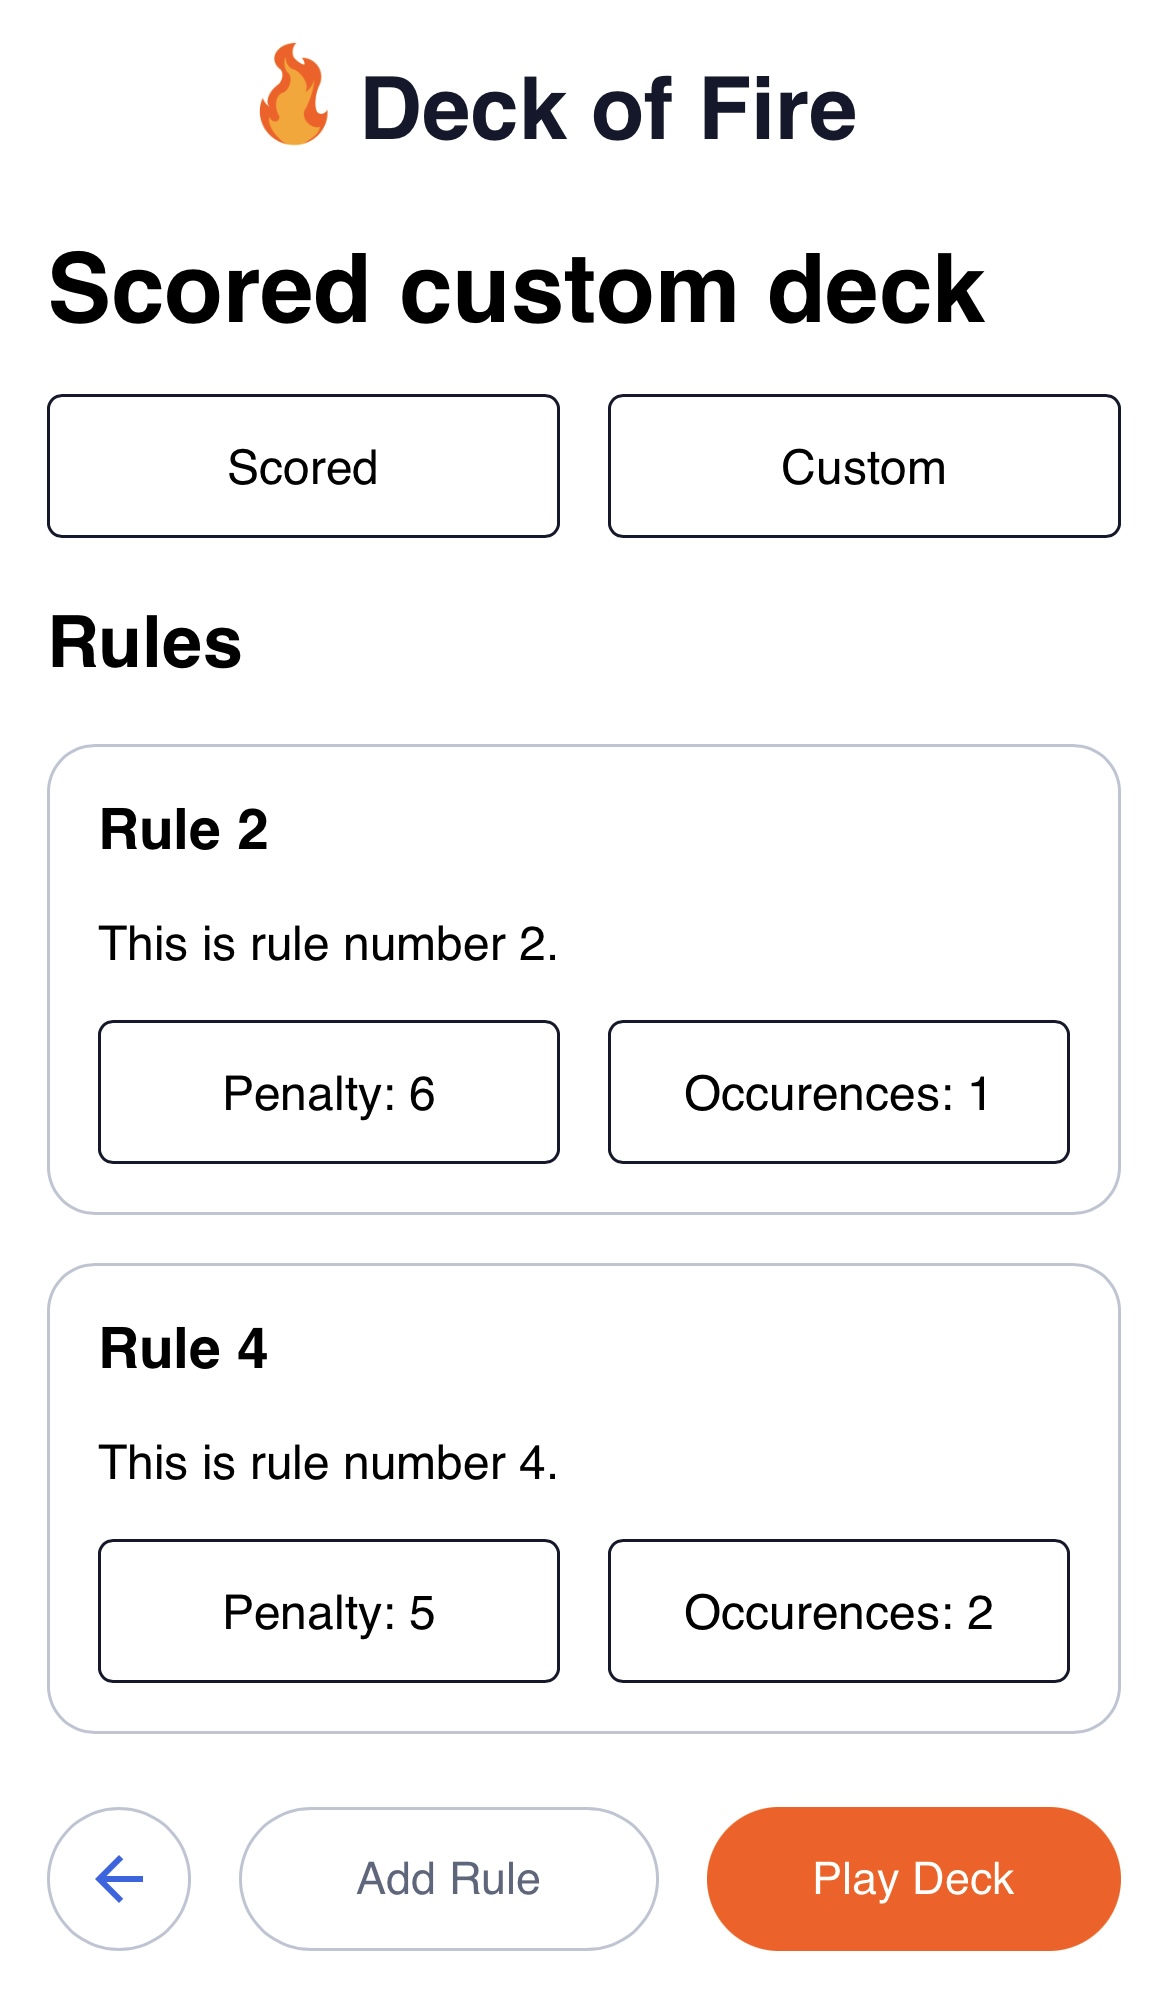 Deck of Fire
Scored custom deck
Scored
Custom
Rules
Rule 2
This is rule number 2.
Penalty: 6
Occurences: 1
Rule 4
This is rule number 4.
Penalty: 5
Occurences: 2
Add Rule
Play Deck